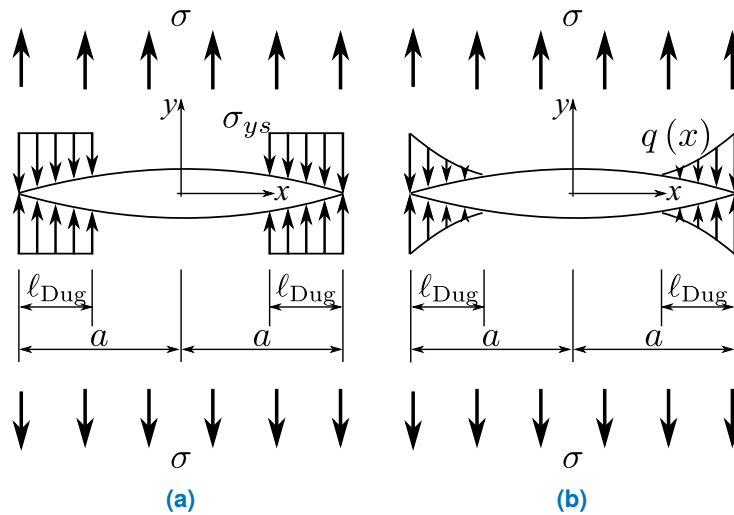 σ σ
y σ_ys y q (x)
x x
ℓ_Dug ℓ_Dug ℓ_Dug ℓ_Dug
a a a a
σ σ
(a) (b)